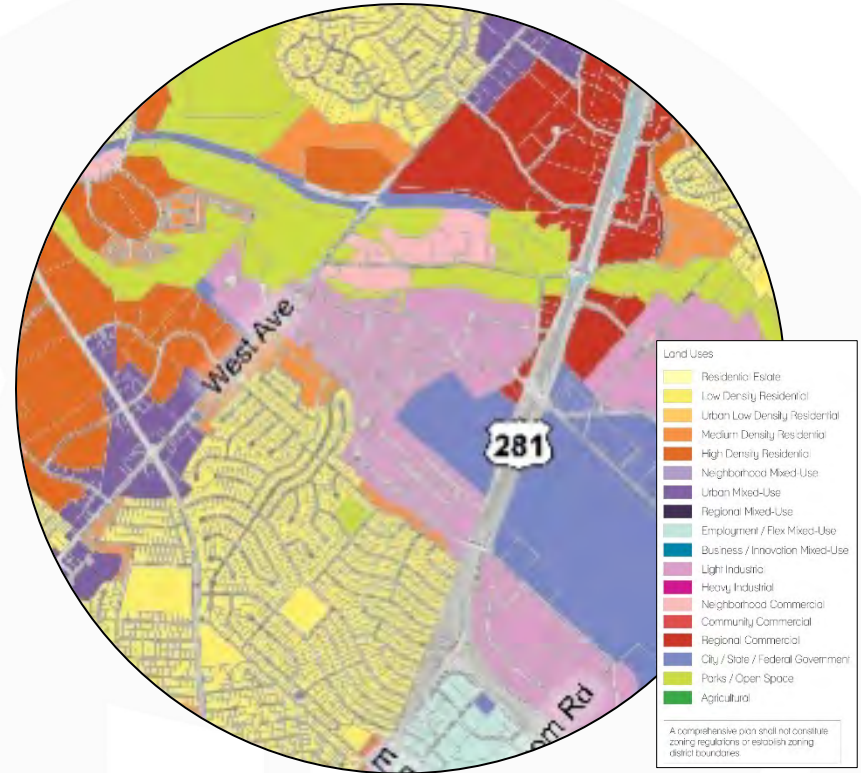 West Ave
281
Rd
Land Uses
Residential Estate
Low Density Residential
Urban Low Density Residential
Medium Density Residential
High Density Residential
Neighborhood Mixed-Use
Urban Mixed-Use
Regional Mixed-Use
Employment / Flex Mixed-Use
Business / Innovation Mixed-Use
Light Industrial
Heavy Industrial
Neighborhood Commercial
Community Commercial
Regional Commercial
City / State / Federal Government
Parks / Open Space
Agricultural
A comprehensive plan shall not constitute
zoning regulations or establish zoning
district boundaries.